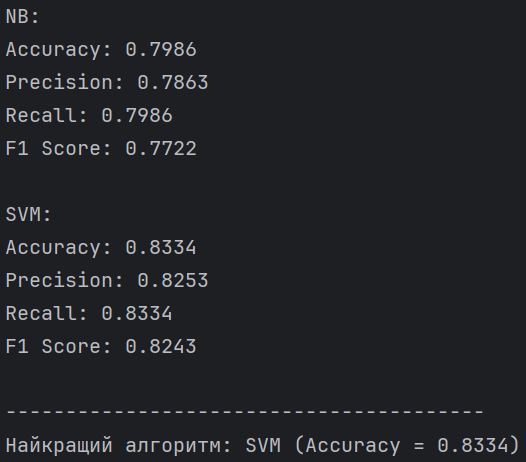 NB:
Accuracy: 0.7986
Precision: 0.7863
Recall: 0.7986
F1 Score: 0.7722
SVM:
Accuracy: 0.8334
Precision: 0.8253
Recall: 0.8334
F1 Score: 0.8243
----------------------------------------
Найкращий алгоритм: SVM (Accuracy = 0.8334)